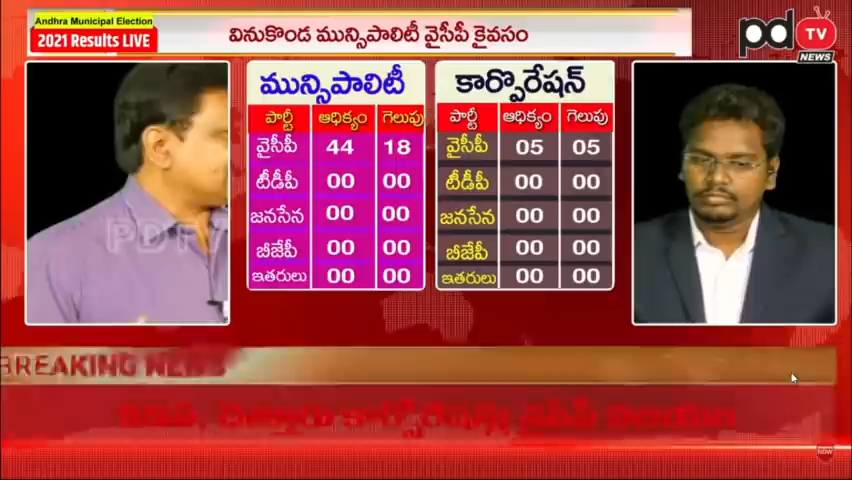 Andhra Municipal Election
2021 Results LIVE
వినుకొండ మున్సిపాలిటీ వైసీపీ కైవసం
pd TV
NEWS
మున్సిపాలిటీ
పార్టీ ఆధిక్యం గెలుపు
వైసీపీ 44 18
టీడీపీ 00 00
జనసేన 00 00
బీజేపీ 00 00
ఇతరులు 00 00
కార్పొరేషన్
పార్టీ ఆధిక్యం గెలుపు
వైసీపీ 05 05
టీడీపీ 00 00
జనసేన 00 00
బీజేపీ 00 00
ఇతరులు 00 00
PDTV
BREAKING NEWS
NOW